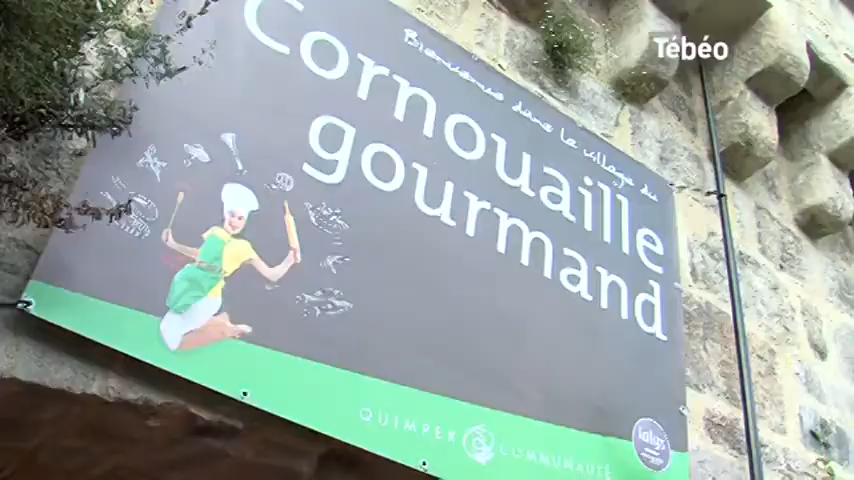 Tébéo
Bienvenue dans le village du
Cornouaille
gourmand
QUIMPER COMMUNAUTÉ